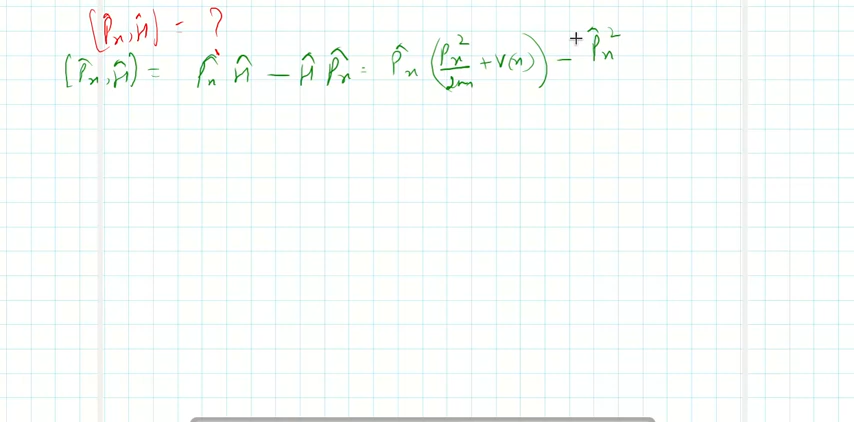 [P̂x, Ĥ] = ?
[P̂x, Ĥ] = P̂x Ĥ − Ĥ P̂x = P̂x (Px²/2m + V(x)) − P̂x²